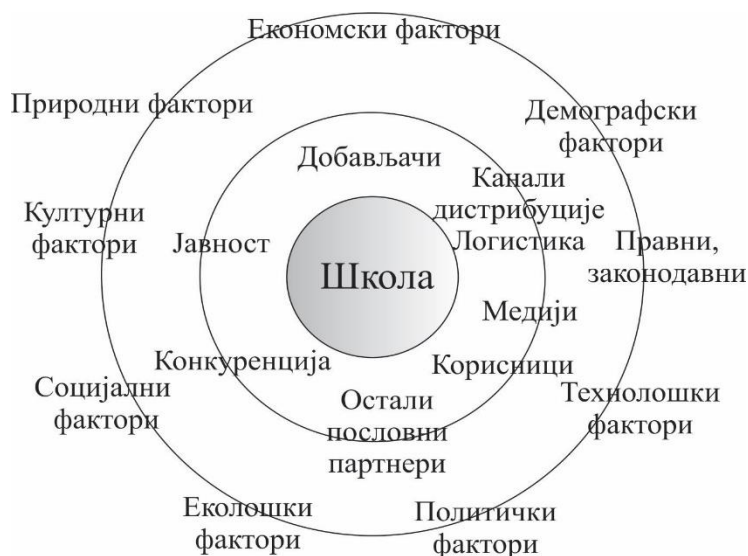 Економски фактори
Природни фактори
Демографски
фактори
Добављачи
Канали
дистрибуције
Логистика
Културни
фактори
Јавност
Правни,
законодавни
Школа
Медији
Конкуренција
Корисници
Социјални
фактори
Технолошки
фактори
Остали
пословни
партнери
Еколошки
фактори
Политички
фактори